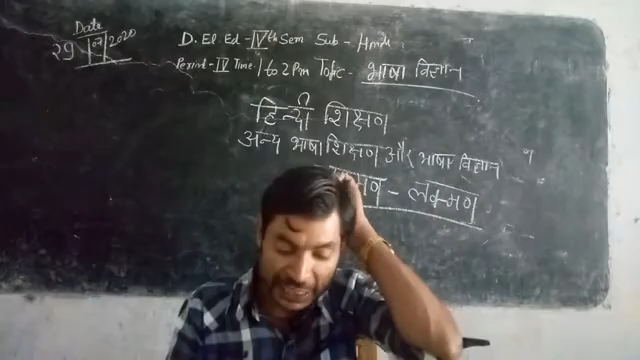 Date
29 07 2020
D. El. Ed - IVth Sem Sub - Hindi
Period - IV Time 1 to 2 Pm Topic - भाषा विज्ञान
हिन्दी शिक्षण
अन्य भाषा शिक्षण और भाषा विज्ञान
- लक्ष्मण